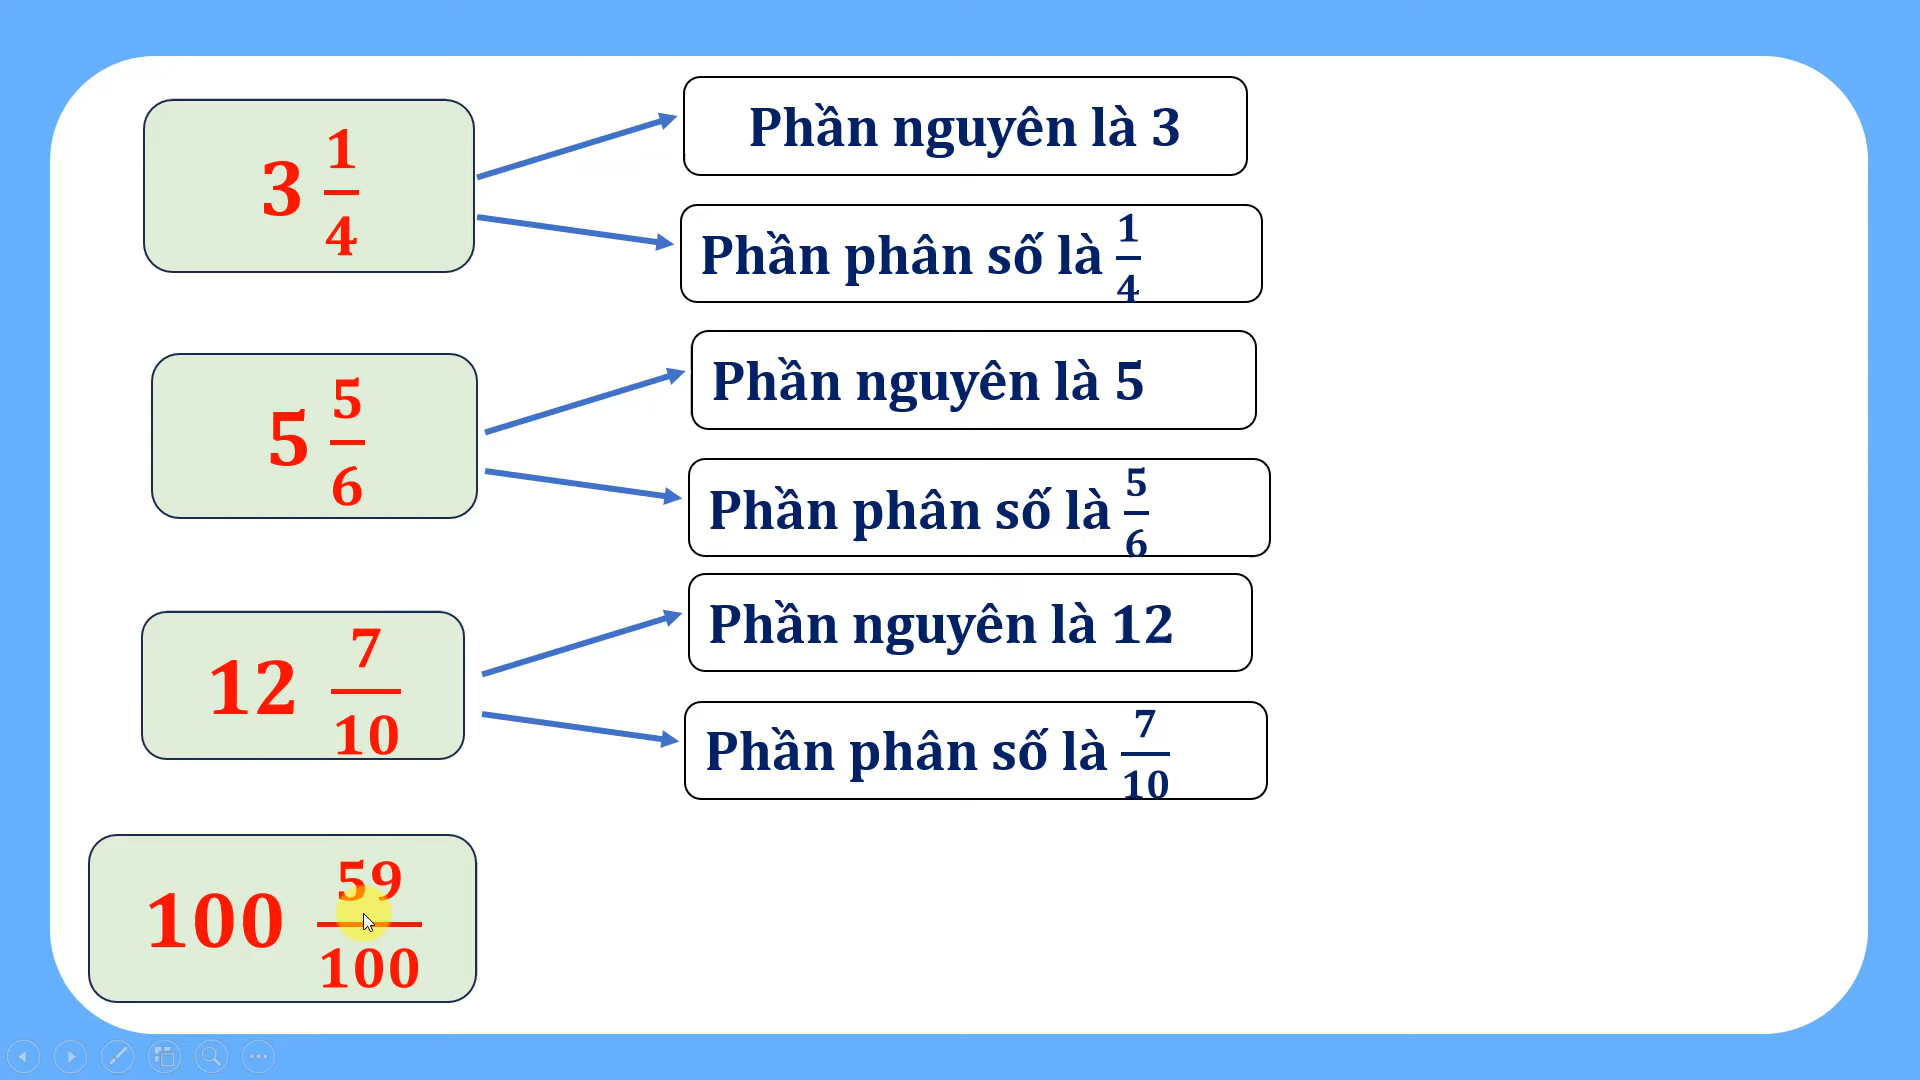 3 1/4
Phần nguyên là 3
Phần phân số là 1/4
5 5/6
Phần nguyên là 5
Phần phân số là 5/6
12 7/10
Phần nguyên là 12
Phần phân số là 7/10
100 59/100